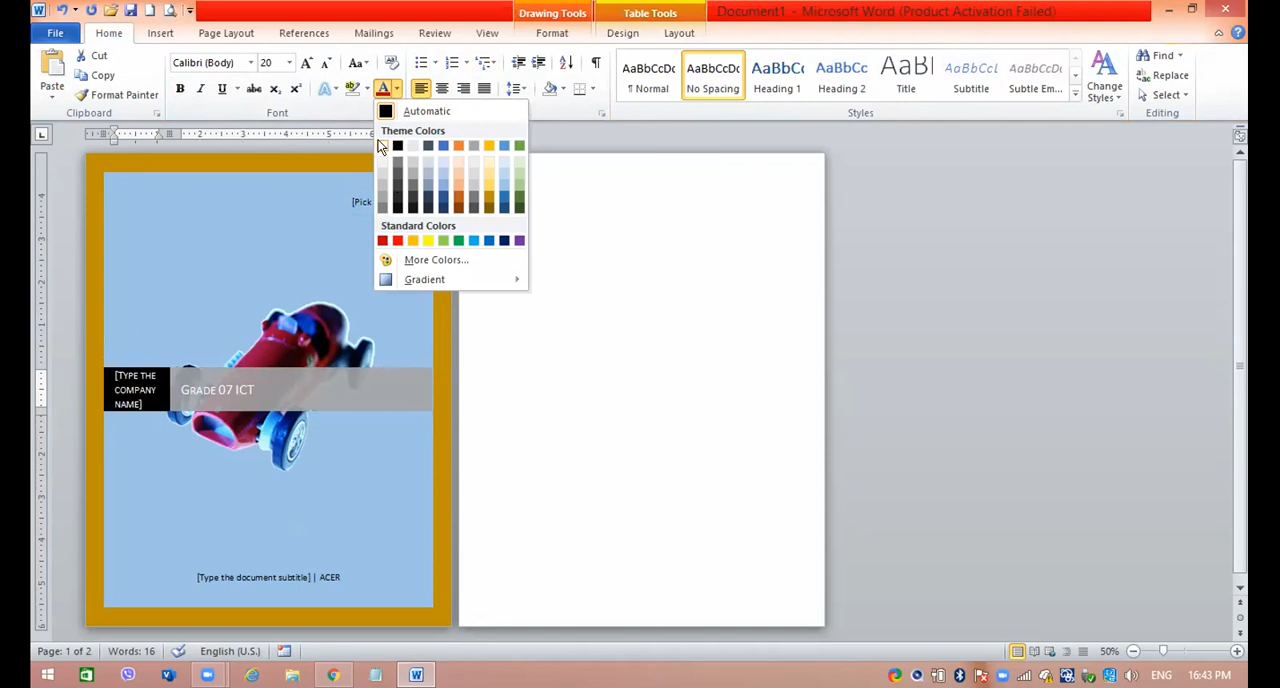 Drawing Tools
Table Tools
Document1 - Microsoft Word (Product Activation Failed)
File
Home
Insert
Page Layout
References
Mailings
Review
View
Format
Design
Layout
Paste
Cut
Copy
Format Painter
Clipboard
Calibri (Body)
20
Font
AaBbCcDc
¶ Normal
AaBbCcDc
No Spacing
AaBbCc
Heading 1
AaBbCc
Heading 2
AaBl
Title
AaBbCcL
Subtitle
AaBbCcDc
Subtle Em...
Styles
Change
Styles
Find
Replace
Select
Editing
Automatic
Theme Colors
Standard Colors
More Colors...
Gradient
[Pick
[TYPE THE
COMPANY
NAME]
GRADE 07 ICT
[Type the document subtitle] | ACER
Page: 1 of 2
Words: 16
English (U.S.)
50%
ENG
16:43 PM